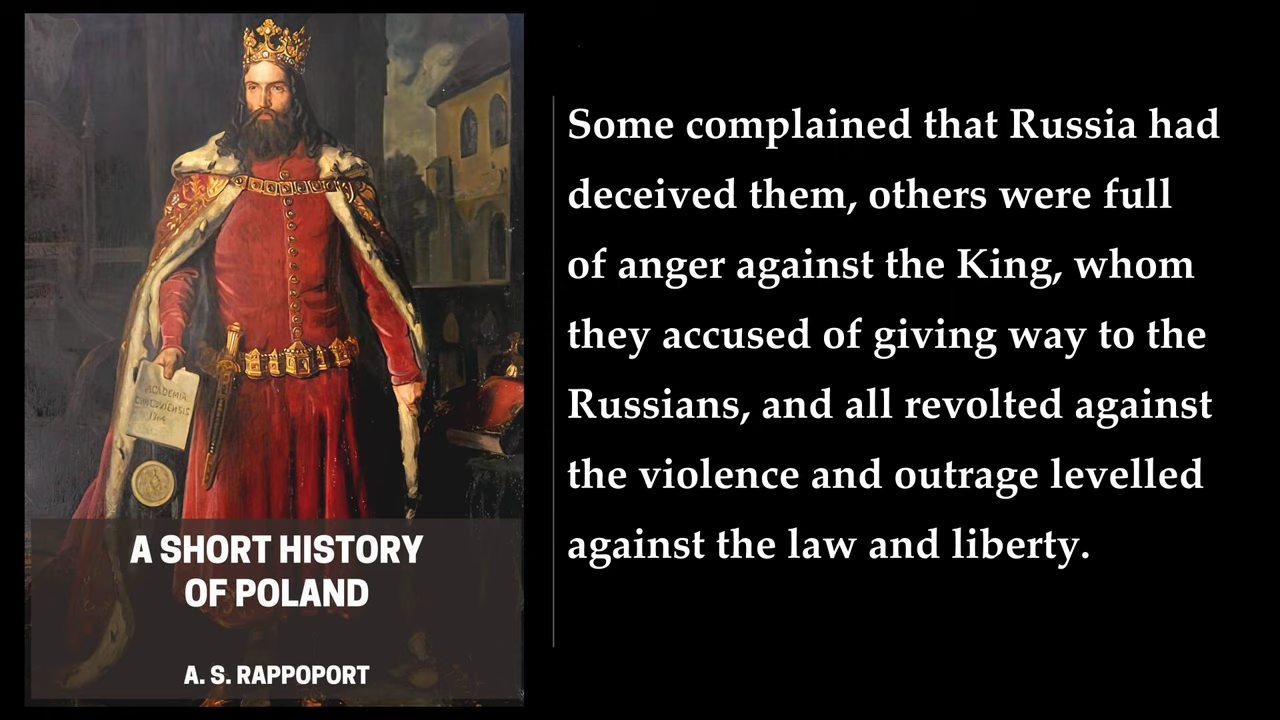 ACADEMIA
CRACOVIENSIS
A SHORT HISTORY
OF POLAND
A. S. RAPPOPORT
Some complained that Russia had
deceived them, others were full
of anger against the King, whom
they accused of giving way to the
Russians, and all revolted against
the violence and outrage levelled
against the law and liberty.